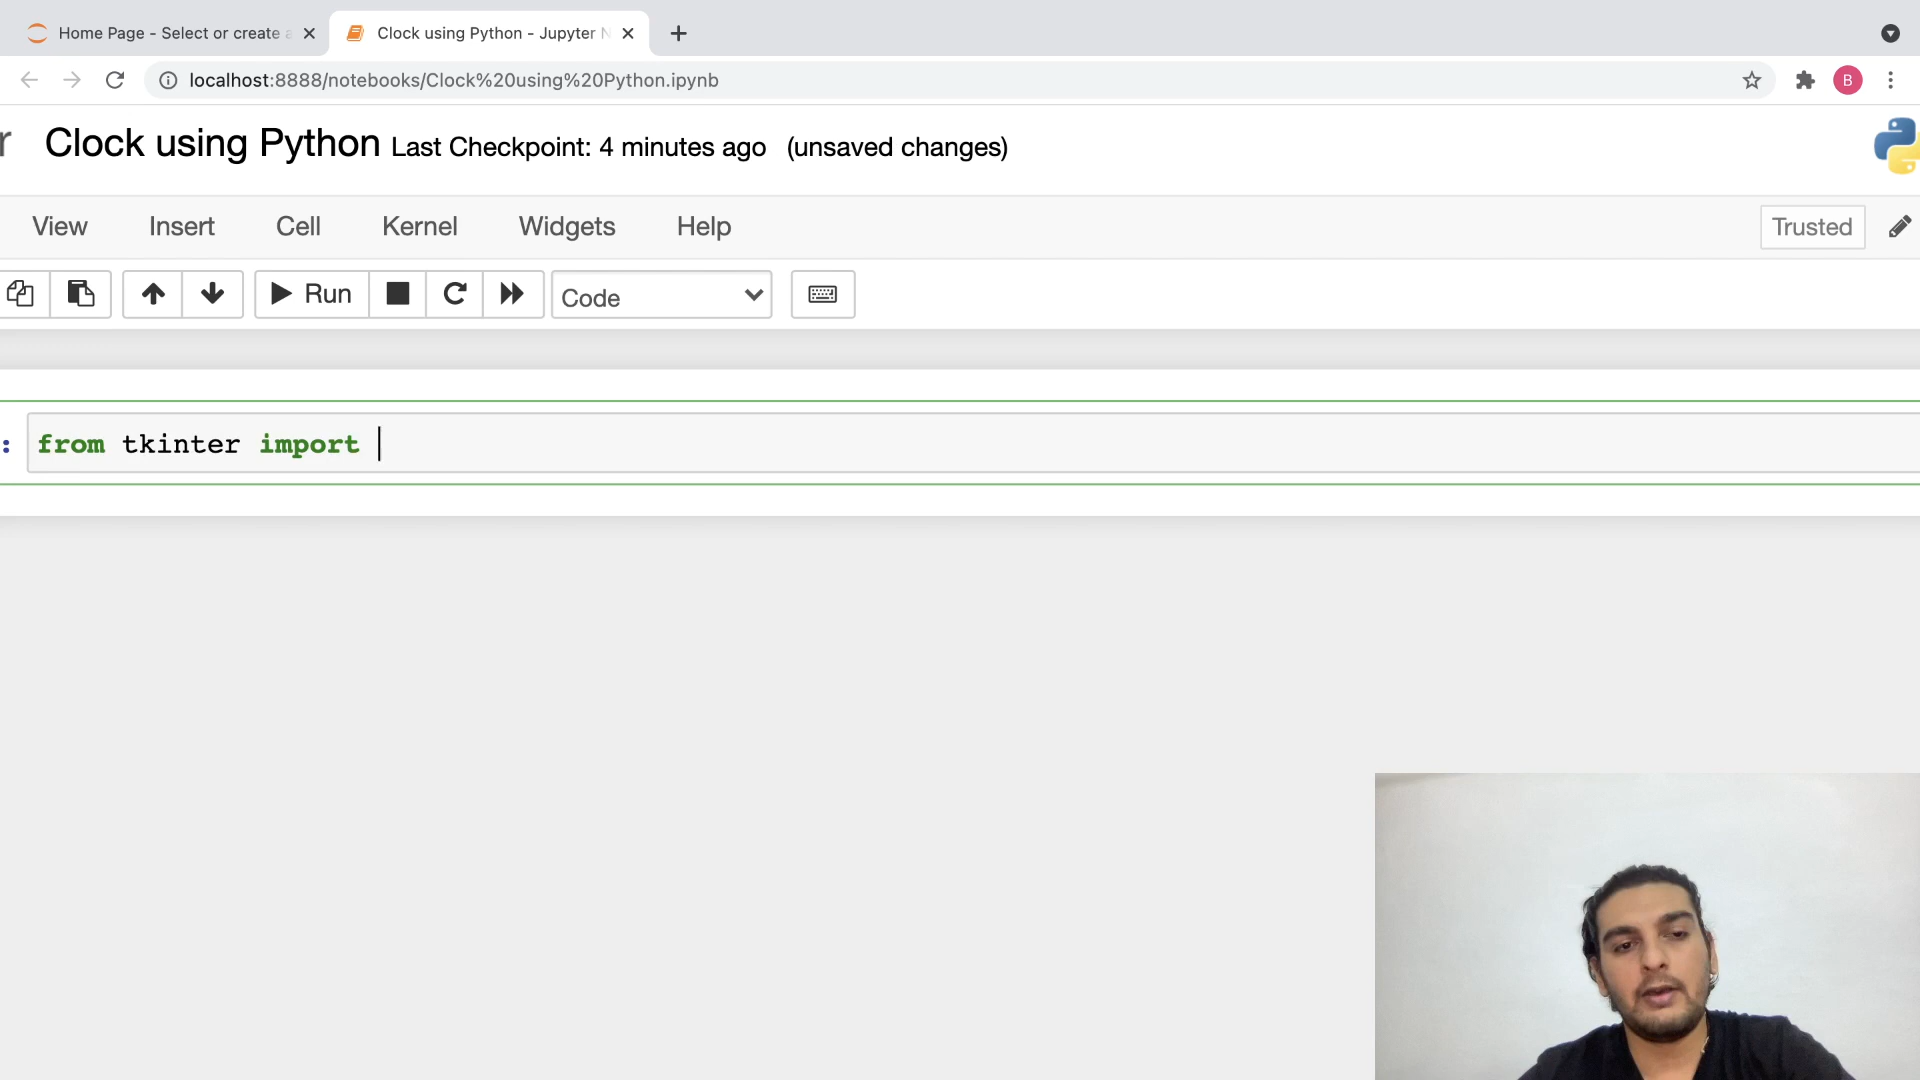 Home Page - Select or create a
Clock using Python - Jupyter N
localhost:8888/notebooks/Clock%20using%20Python.ipynb
B
r Clock using Python Last Checkpoint: 4 minutes ago (unsaved changes)
View Insert Cell Kernel Widgets Help Trusted
Run Code
: from tkinter import